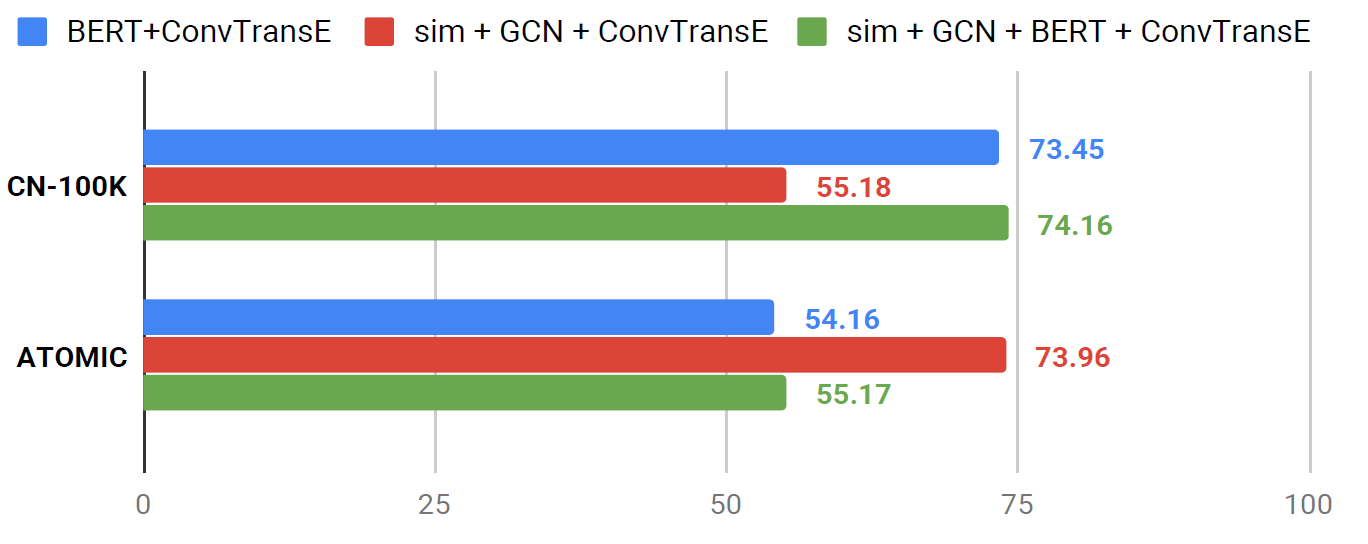 BERT+ConvTransE sim + GCN + ConvTransE sim + GCN + BERT + ConvTransE
73.45
CN-100K 55.18
74.16
54.16
ATOMIC 73.96
55.17
0 25 50 75 100